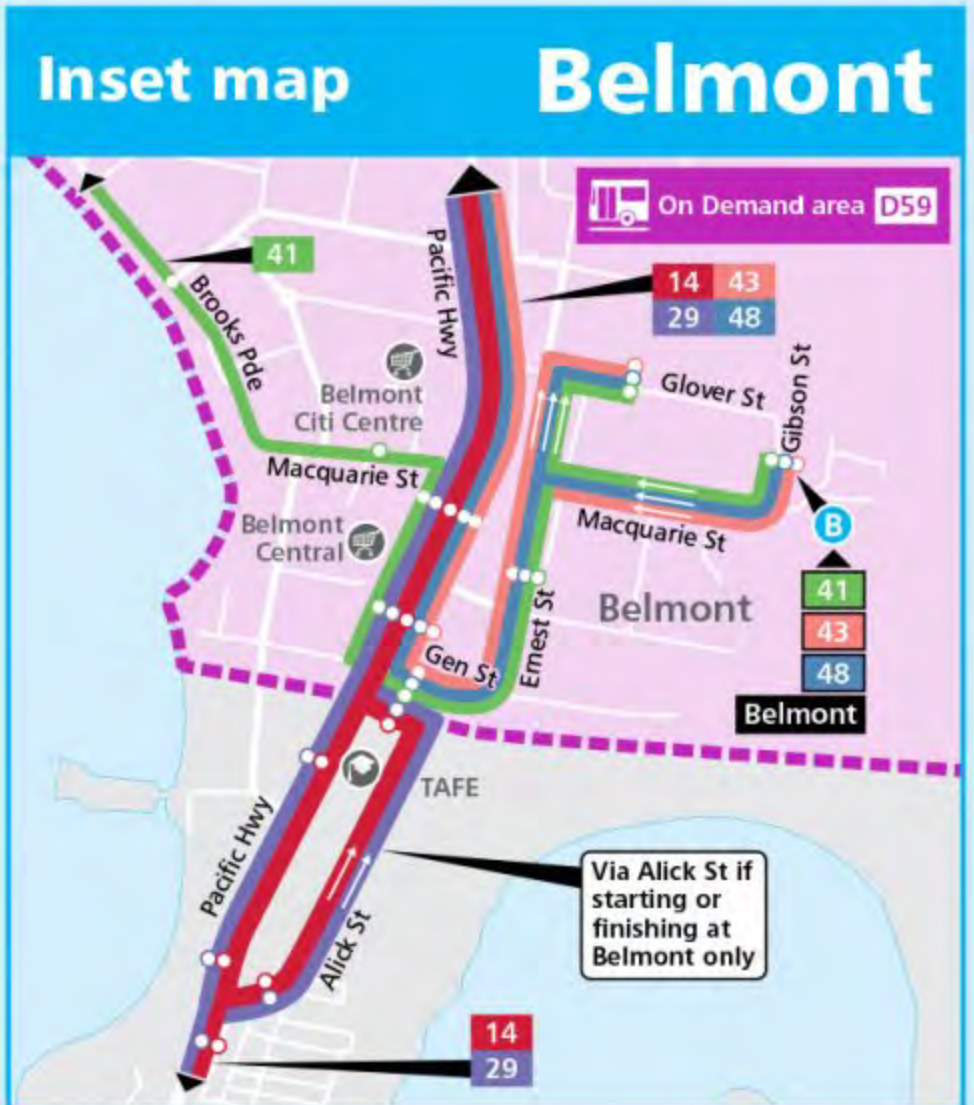 Inset map
Belmont
On Demand area D59
41
Brooks Pde
Pacific Hwy
14 43
29 48
Belmont
Citi Centre
Glover St
Gibson St
Macquarie St
Belmont
Central
Macquarie St
B
41
43
48
Belmont
Belmont
Gen St
Ernest St
TAFE
Pacific Hwy
Alick St
Via Alick St if
starting or
finishing at
Belmont only
14
29